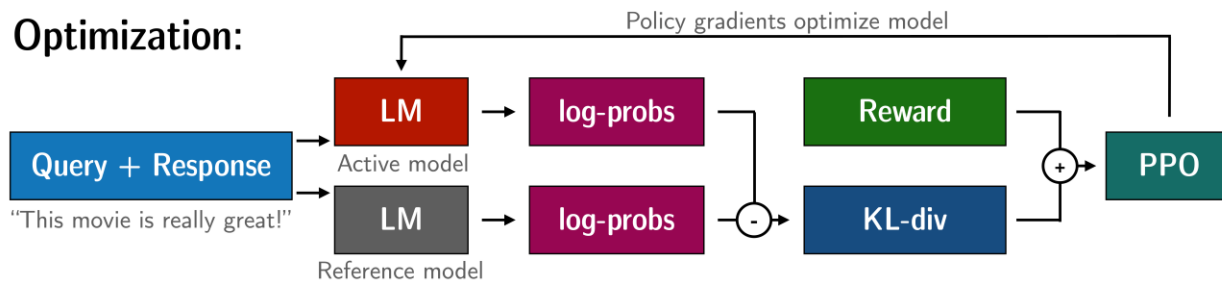 Optimization:
Policy gradients optimize model
LM
log-probs
Reward
Query + Response
Active model
+
PPO
"This movie is really great!"
LM
log-probs
-
KL-div
Reference model